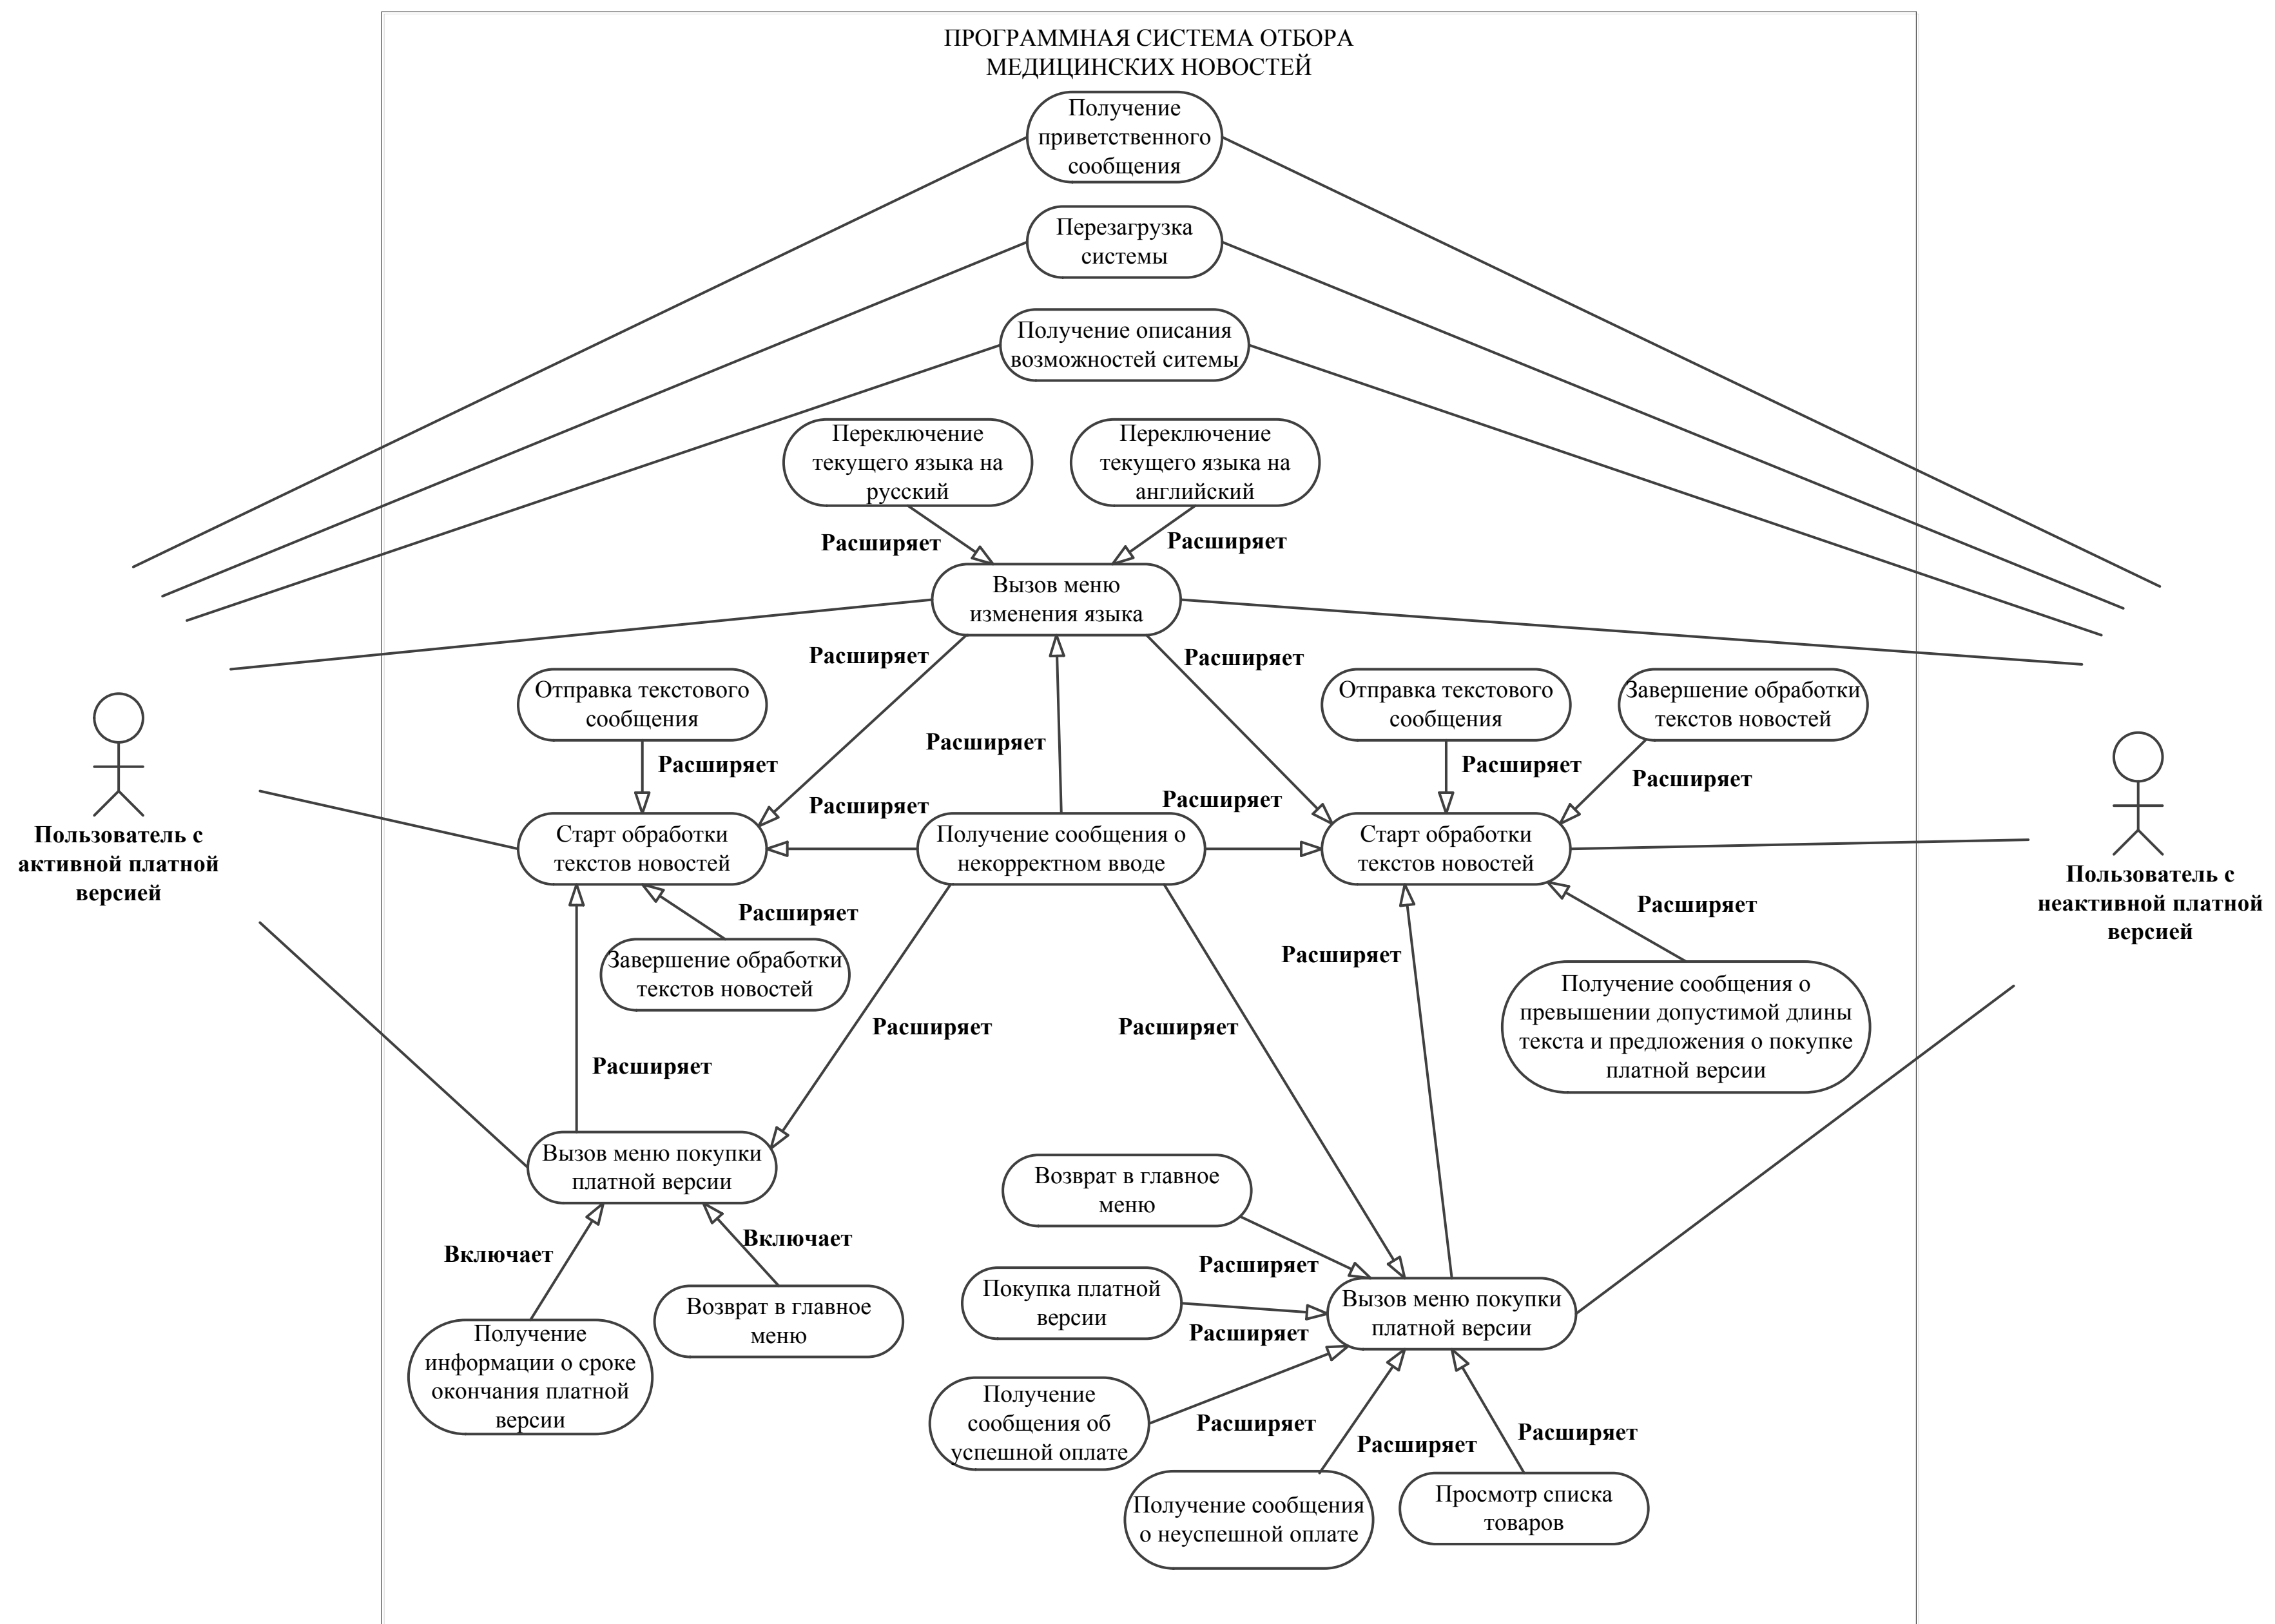 ПРОГРАММНАЯ СИСТЕМА ОТБОРА
МЕДИЦИНСКИХ НОВОСТЕЙ
Получение
приветственного
сообщения
Перезагрузка
системы
Получение описания
возможностей ситемы
Переключение
текущего языка на
русский
Переключение
текущего языка на
английский
Расширяет
Расширяет
Вызов меню
изменения языка
Расширяет
Расширяет
Отправка текстового
сообщения
Отправка текстового
сообщения
Завершение обработки
текстов новостей
Расширяет
Расширяет
Расширяет
Расширяет
Расширяет
Расширяет
Пользователь с
активной платной
версией
Старт обработки
текстов новостей
Получение сообщения о
некорректном вводе
Старт обработки
текстов новостей
Пользователь с
неактивной платной
версией
Расширяет
Расширяет
Расширяет
Завершение обработки
текстов новостей
Получение сообщения о
превышении допустимой длины
текста и предложения о покупке
платной версии
Расширяет
Расширяет
Расширяет
Вызов меню покупки
платной версии
Возврат в главное
меню
Включает
Включает
Расширяет
Покупка платной
версии
Вызов меню покупки
платной версии
Возврат в главное
меню
Расширяет
Получение
информации о сроке
окончания платной
версии
Получение
сообщения об
успешной оплате
Расширяет
Расширяет
Расширяет
Получение сообщения
о неуспешной оплате
Просмотр списка
товаров